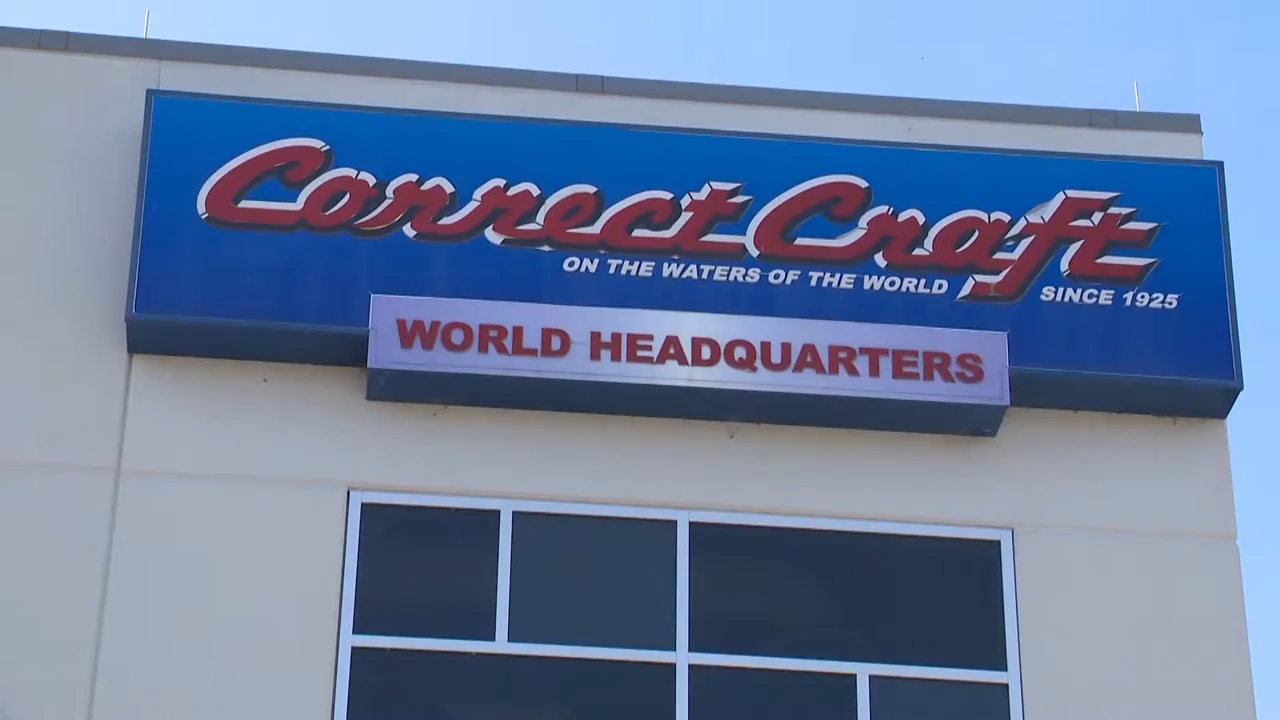 Correct Craft
ON THE WATERS OF THE WORLD
SINCE 1925
WORLD HEADQUARTERS